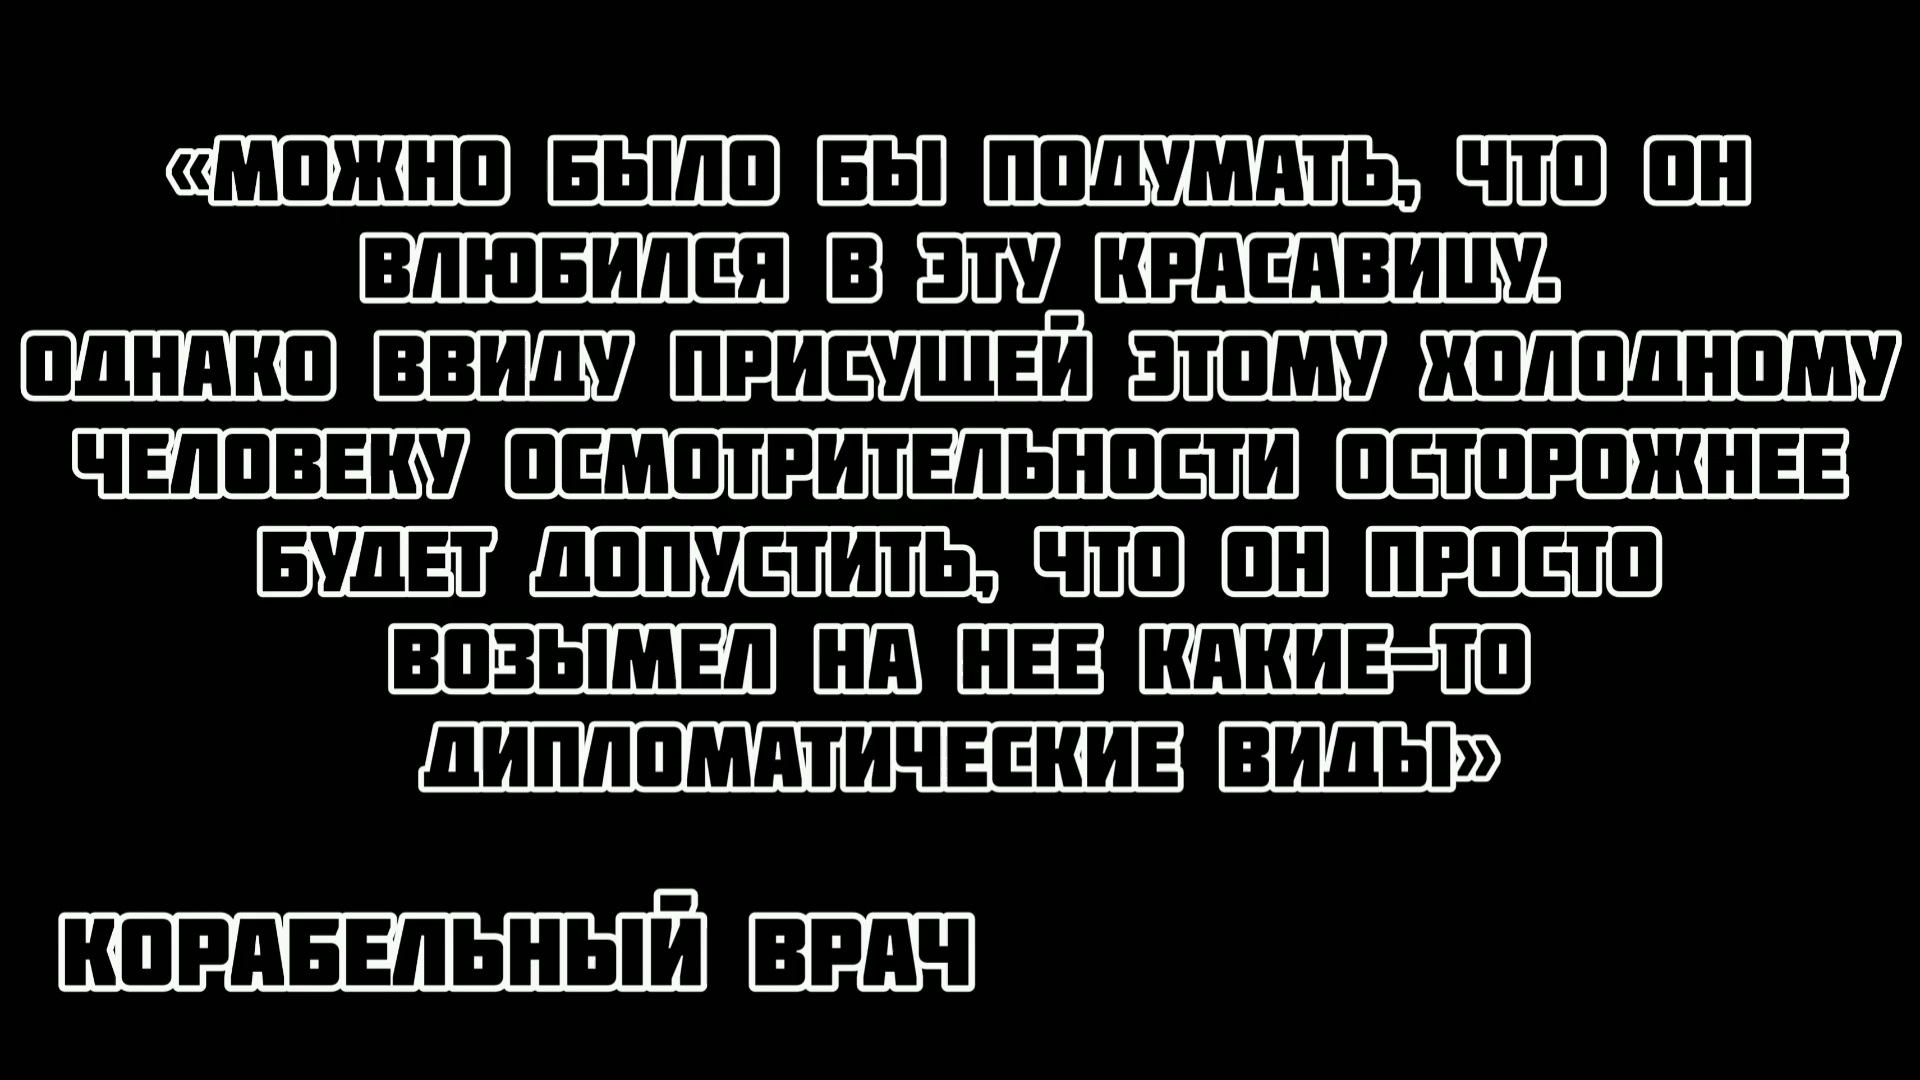 «МОЖНО БЫЛО БЫ ПОДУМАТЬ, ЧТО ОН
ВЛЮБИЛСЯ В ЭТУ КРАСАВИЦУ.
ОДНАКО ВВИДУ ПРИСУЩЕЙ ЭТОМУ ХОЛОДНОМУ
ЧЕЛОВЕКУ ОСМОТРИТЕЛЬНОСТИ ОСТОРОЖНЕЕ
БУДЕТ ДОПУСТИТЬ, ЧТО ОН ПРОСТО
ВОЗЫМЕЛ НА НЕЕ КАКИЕ-ТО
ДИПЛОМАТИЧЕСКИЕ ВИДЫ»
КОРАБЕЛЬНЫЙ ВРАЧ